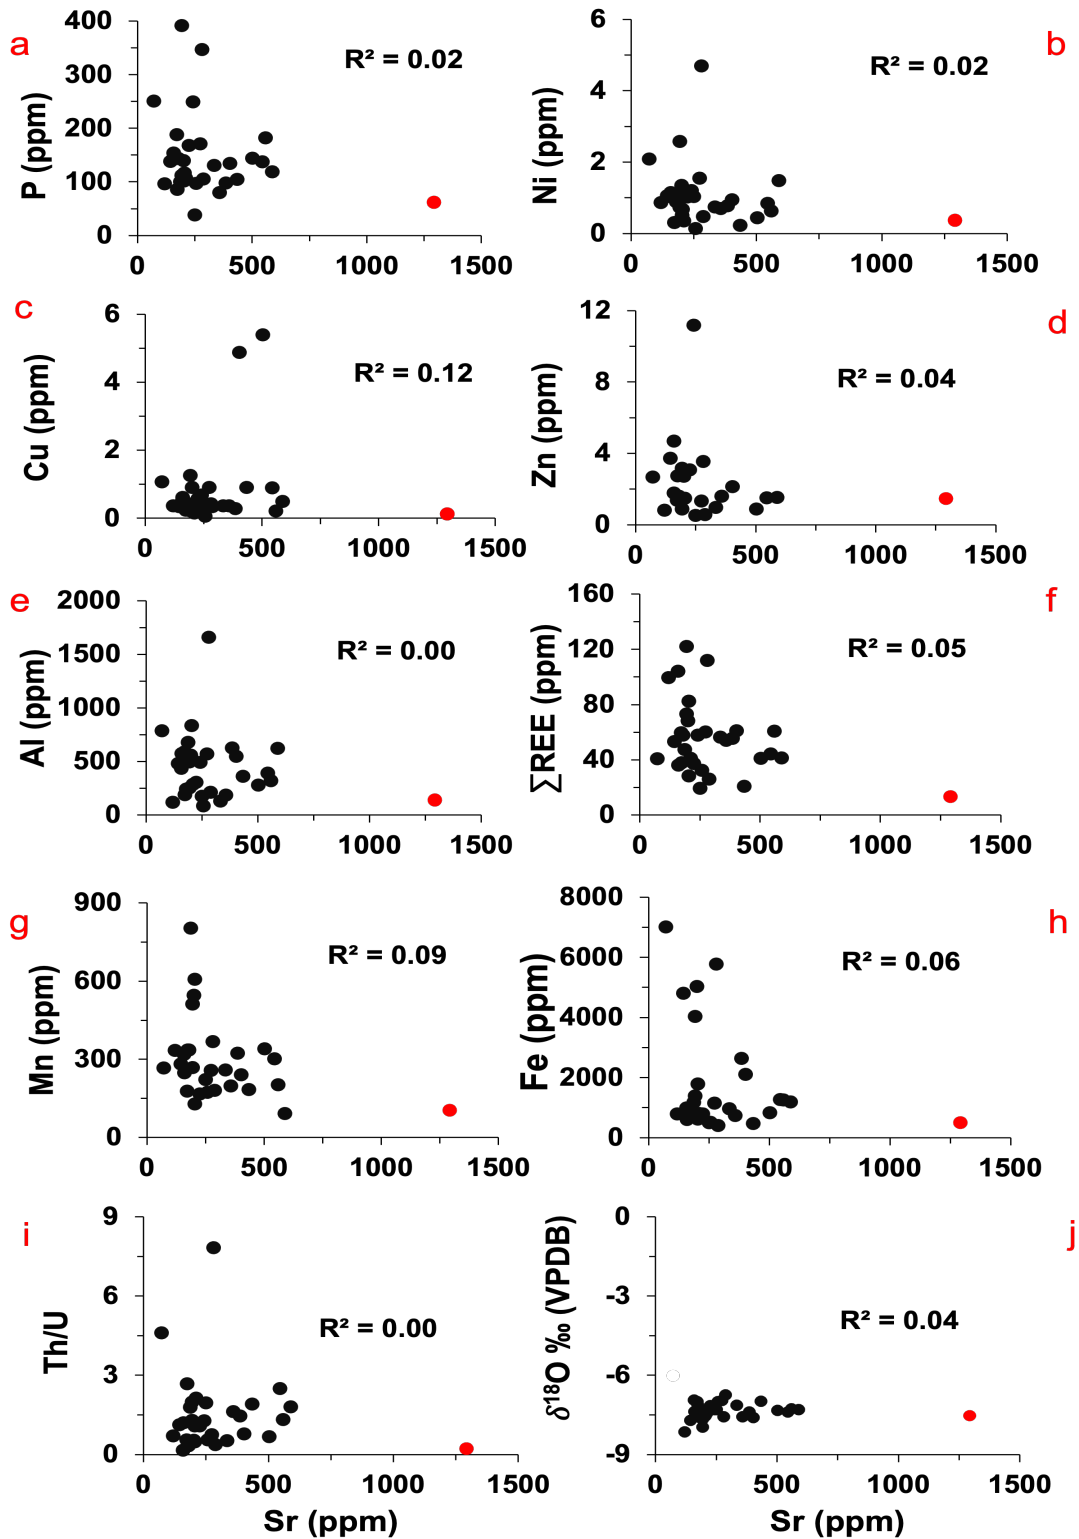 a
400
300
200
100
0
P (ppm)
R² = 0.02
0 500 1000 1500
b
6
4
2
0
Ni (ppm)
R² = 0.02
0 500 1000 1500
c
6
4
2
0
Cu (ppm)
R² = 0.12
0 500 1000 1500
d
12
8
4
0
Zn (ppm)
R² = 0.04
0 500 1000 1500
e
2000
1500
1000
500
0
Al (ppm)
R² = 0.00
0 500 1000 1500
f
160
120
80
40
0
∑REE (ppm)
R² = 0.05
0 500 1000 1500
g
900
600
300
0
Mn (ppm)
R² = 0.09
0 500 1000 1500
h
8000
6000
4000
2000
0
Fe (ppm)
R² = 0.06
0 500 1000 1500
i
9
6
3
0
Th/U
R² = 0.00
0 500 1000 1500
Sr (ppm)
j
0
-3
-6
-9
δ¹⁸O ‰ (VPDB)
R² = 0.04
0 500 1000 1500
Sr (ppm)